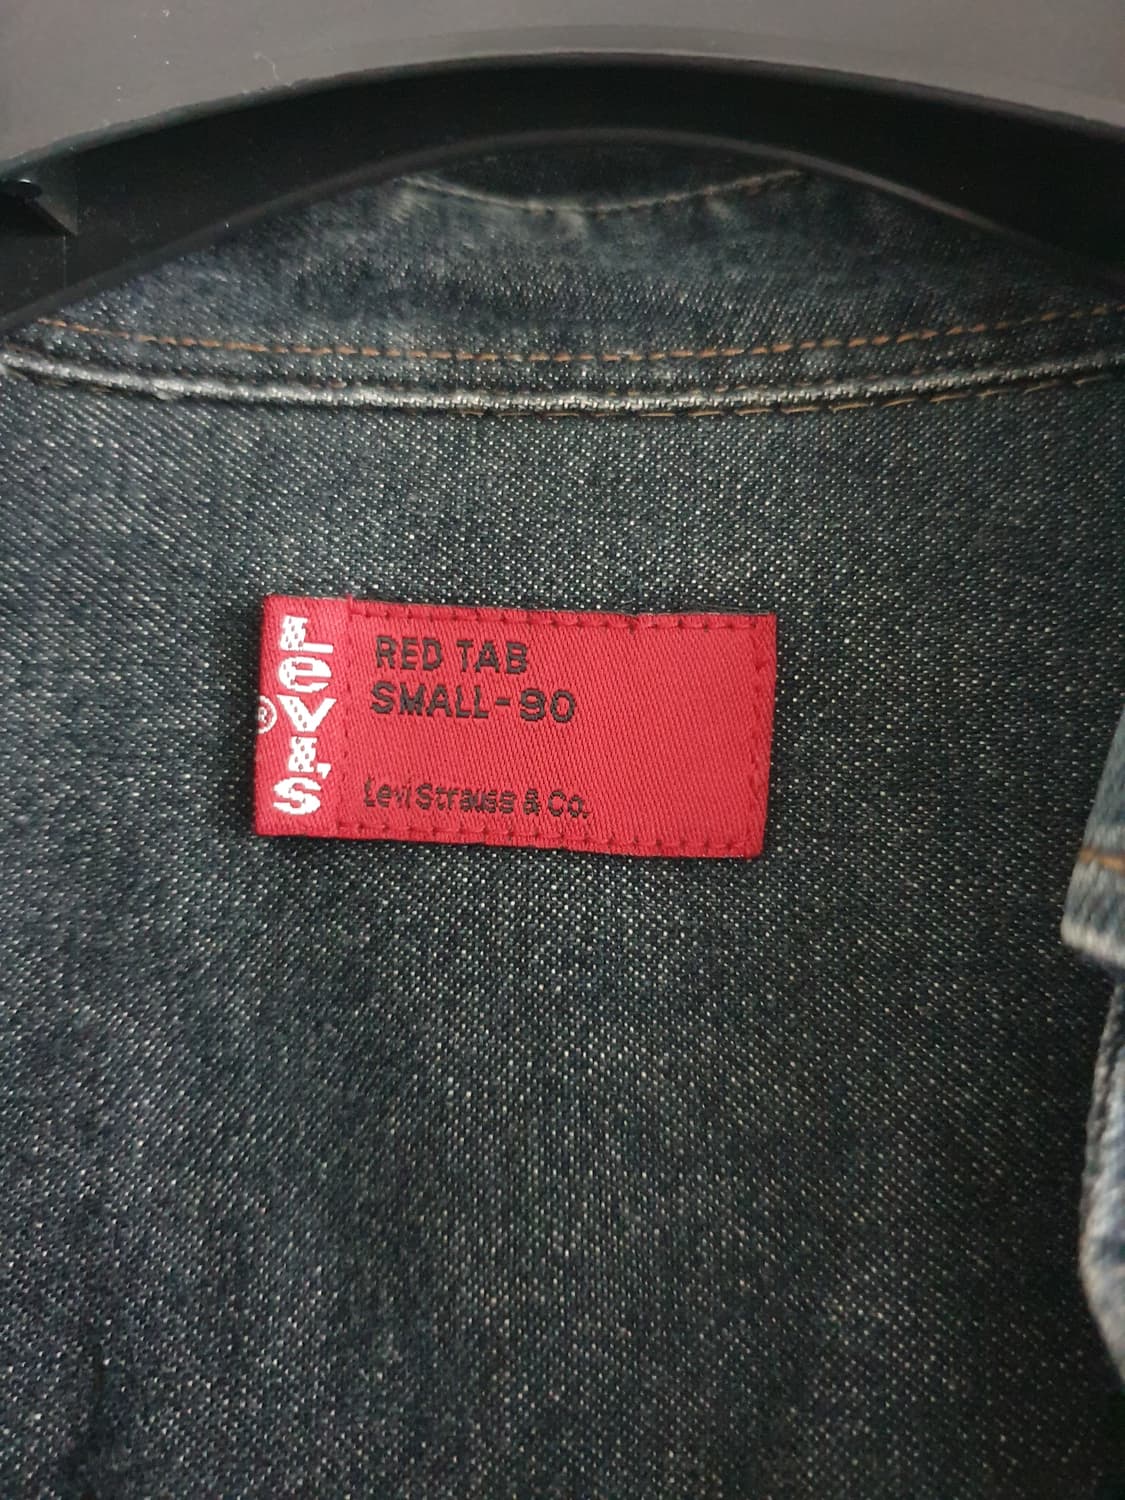 LEVI'S
®
RED TAB
SMALL-90
Levi Strauss & Co.